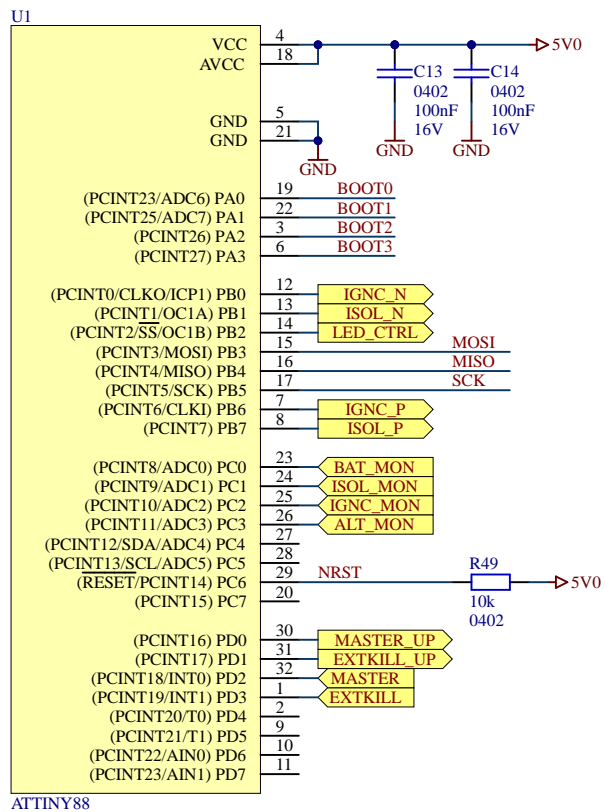 U1
VCC 4 5V0
AVCC 18
C13 C14
0402 0402
100nF 100nF
16V 16V
GND 5
GND 21
GND GND GND
(PCINT23/ADC6) PA0 19 BOOT0
(PCINT25/ADC7) PA1 22 BOOT1
(PCINT26) PA2 3 BOOT2
(PCINT27) PA3 6 BOOT3
(PCINT0/CLKO/ICP1) PB0 12 IGNC_N
(PCINT1/OC1A) PB1 13 ISOL_N
(PCINT2/SS/OC1B) PB2 14 LED_CTRL
(PCINT3/MOSI) PB3 15 MOSI
(PCINT4/MISO) PB4 16 MISO
(PCINT5/SCK) PB5 17 SCK
(PCINT6/CLKI) PB6 7 IGNC_P
(PCINT7) PB7 8 ISOL_P
(PCINT8/ADC0) PC0 23 BAT_MON
(PCINT9/ADC1) PC1 24 ISOL_MON
(PCINT10/ADC2) PC2 25 IGNC_MON
(PCINT11/ADC3) PC3 26 ALT_MON
(PCINT12/SDA/ADC4) PC4 27
(PCINT13/SCL/ADC5) PC5 28
(RESET/PCINT14) PC6 29 NRST R49 5V0
10k
0402
(PCINT15) PC7 20
(PCINT16) PD0 30 MASTER_UP
(PCINT17) PD1 31 EXTKILL_UP
(PCINT18/INT0) PD2 32 MASTER
(PCINT19/INT1) PD3 1 EXTKILL
(PCINT20/T0) PD4 2
(PCINT21/T1) PD5 9
(PCINT22/AIN0) PD6 10
(PCINT23/AIN1) PD7 11
ATTINY88